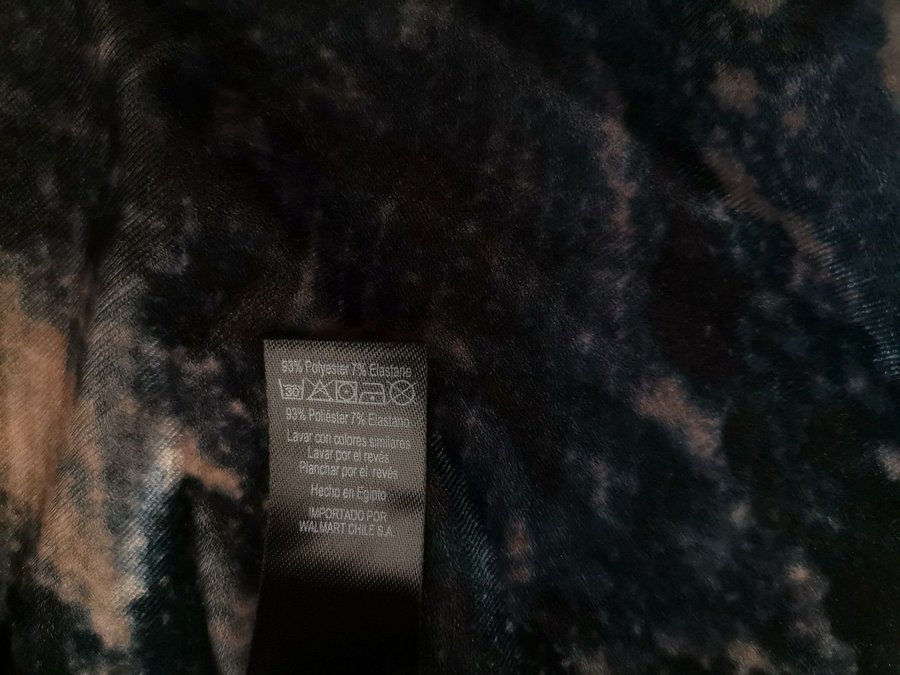 93% Polyester 7% Elastane
30
93% Poliéster 7% Elastano
Lavar con colores similares
Lavar por el revés
Planchar por el revés
Hecho en Egipto
IMPORTADO POR
WALMART CHILE S.A.